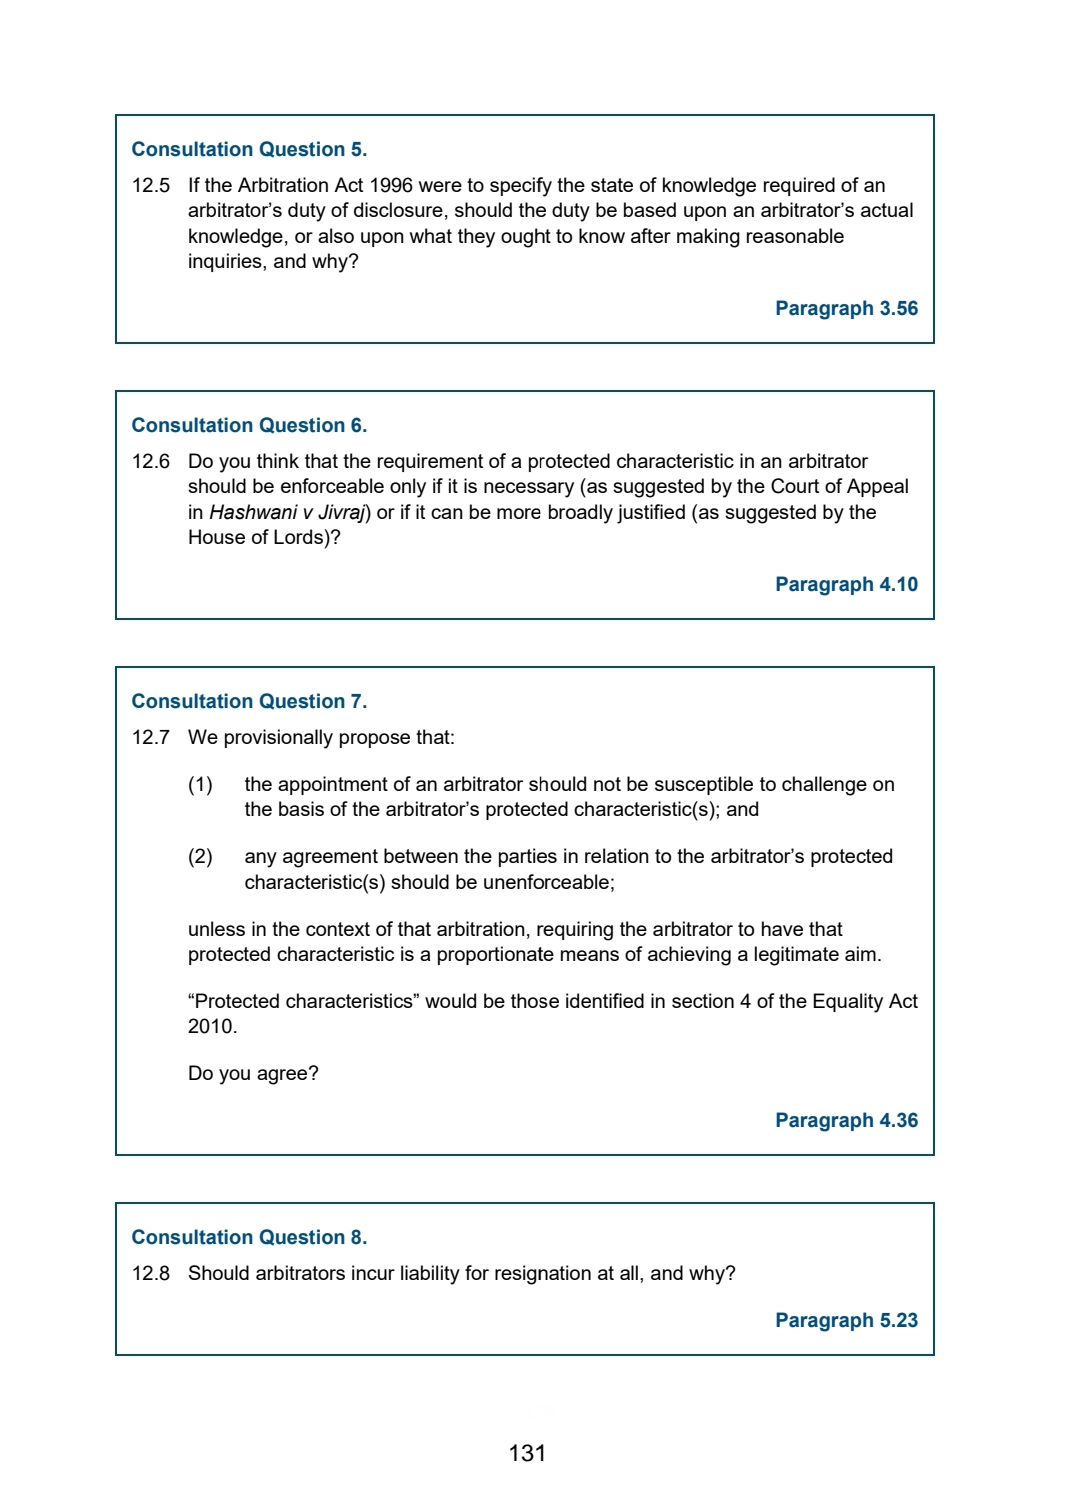 Consultation Question 5.
12.5 If the Arbitration Act 1996 were to specify the state of knowledge required of an
arbitrator’s duty of disclosure, should the duty be based upon an arbitrator’s actual
knowledge, or also upon what they ought to know after making reasonable
inquiries, and why?
Paragraph 3.56
Consultation Question 6.
12.6 Do you think that the requirement of a protected characteristic in an arbitrator
should be enforceable only if it is necessary (as suggested by the Court of Appeal
in Hashwani v Jivraj) or if it can be more broadly justified (as suggested by the
House of Lords)?
Paragraph 4.10
Consultation Question 7.
12.7 We provisionally propose that:
(1) the appointment of an arbitrator should not be susceptible to challenge on
the basis of the arbitrator’s protected characteristic(s); and
(2) any agreement between the parties in relation to the arbitrator’s protected
characteristic(s) should be unenforceable;
unless in the context of that arbitration, requiring the arbitrator to have that
protected characteristic is a proportionate means of achieving a legitimate aim.
“Protected characteristics” would be those identified in section 4 of the Equality Act
2010.
Do you agree?
Paragraph 4.36
Consultation Question 8.
12.8 Should arbitrators incur liability for resignation at all, and why?
Paragraph 5.23
131